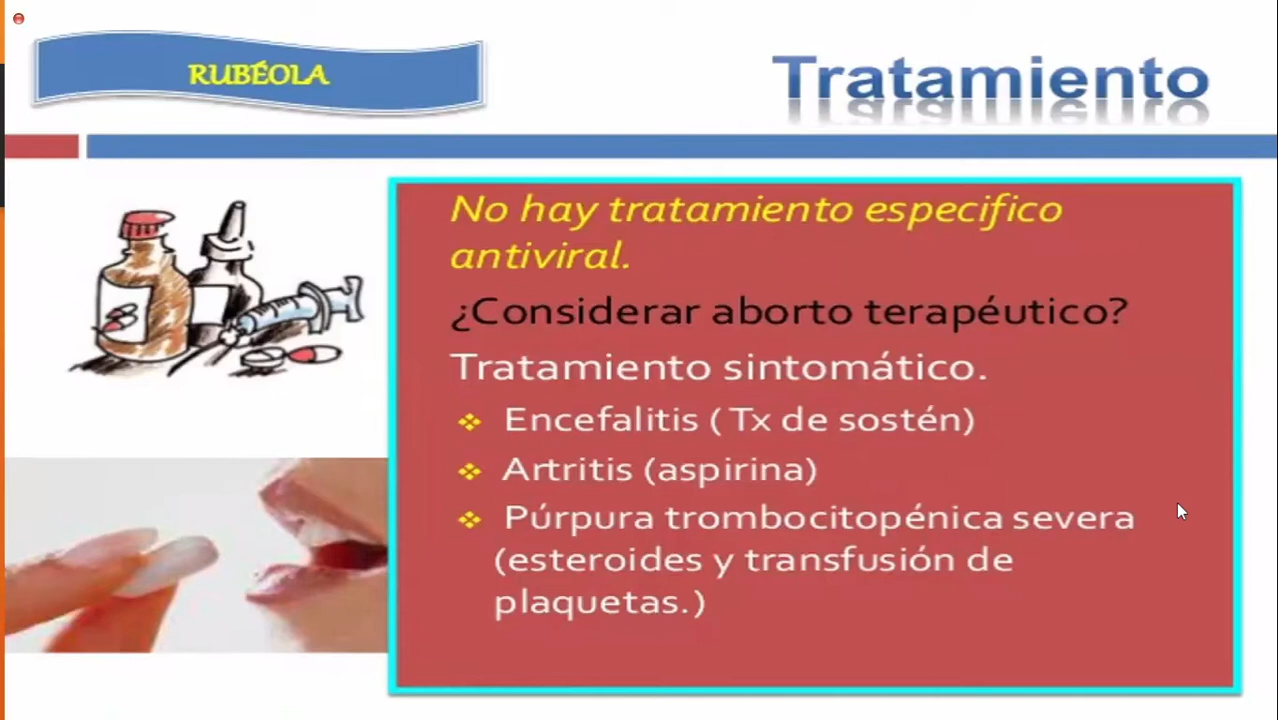 RUBÉOLA
Tratamiento
No hay tratamiento especifico
antiviral.
¿Considerar aborto terapéutico?
Tratamiento sintomático.
Encefalitis ( Tx de sostén)
Artritis (aspirina)
Púrpura trombocitopénica severa
(esteroides y transfusión de
plaquetas.)